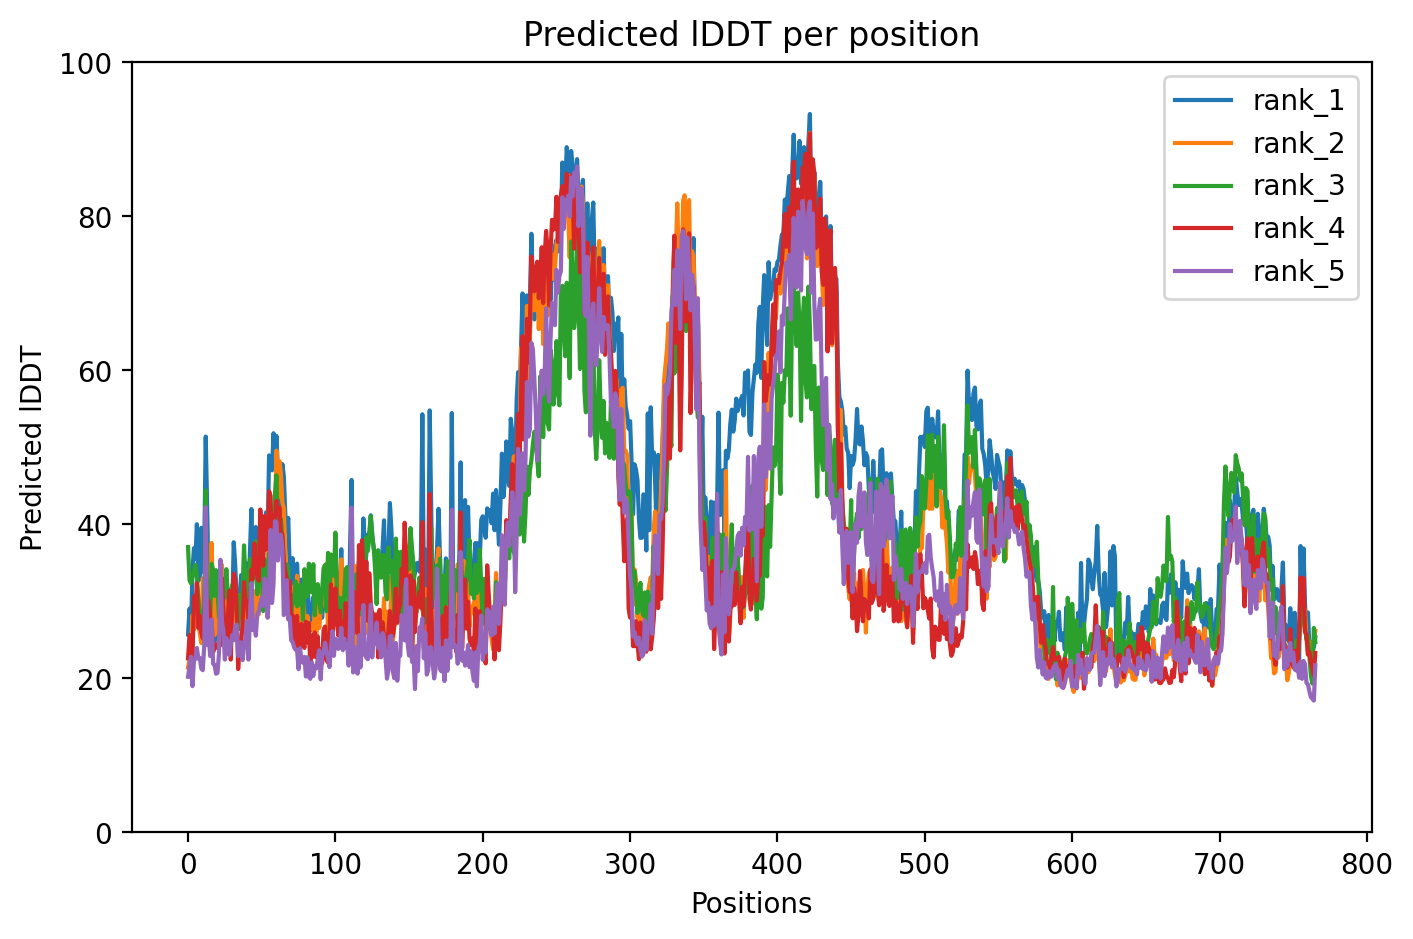 Predicted lDDT per position
100
80
60
40
20
0
Predicted lDDT
0 100 200 300 400 500 600 700 800
Positions
rank_1
rank_2
rank_3
rank_4
rank_5